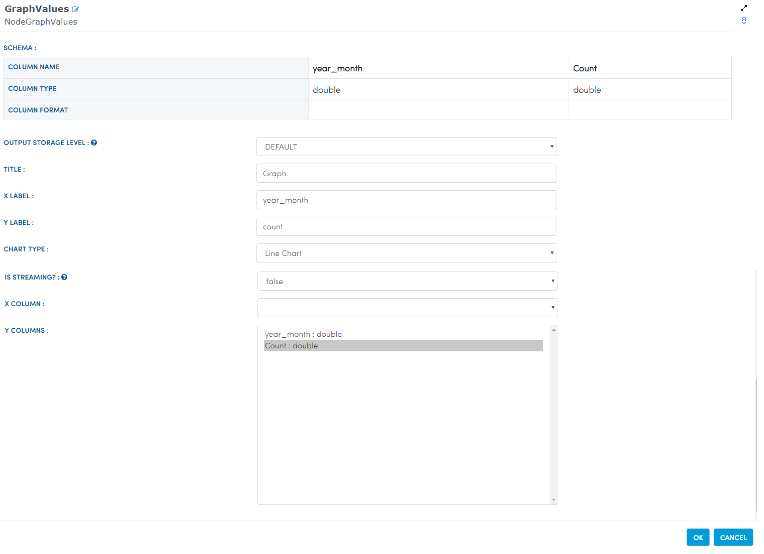 GraphValues
NodeGraphValues
8
SCHEMA :
COLUMN NAME year_month Count
COLUMN TYPE double double
COLUMN FORMAT
OUTPUT STORAGE LEVEL : DEFAULT
TITLE : Graph
X LABEL : year_month
Y LABEL : count
CHART TYPE : Line Chart
IS STREAMING? : false
X COLUMN :
Y COLUMNS : year_month : double
Count : double
OK CANCEL